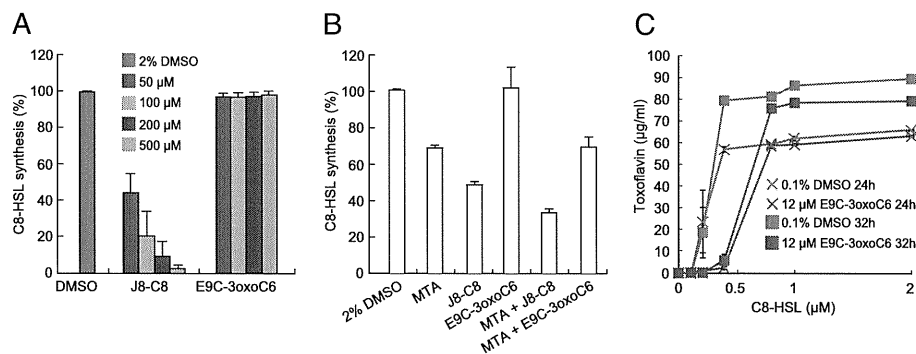 A
C8-HSL synthesis (%)
120
100
80
60
40
20
0
2% DMSO
50 µM
100 µM
200 µM
500 µM
DMSO
J8-C8
E9C-3oxoC6
B
C8-HSL synthesis (%)
120
100
80
60
40
20
0
2% DMSO
MTA
J8-C8
E9C-3oxoC6
MTA + J8-C8
MTA + E9C-3oxoC6
C
Toxoflavin (µg/ml)
100
90
80
70
60
50
40
30
20
10
0
0.1% DMSO 24h
12 µM E9C-3oxoC6 24h
0.1% DMSO 32h
12 µM E9C-3oxoC6 32h
0
0.5
1
2
C8-HSL (µM)